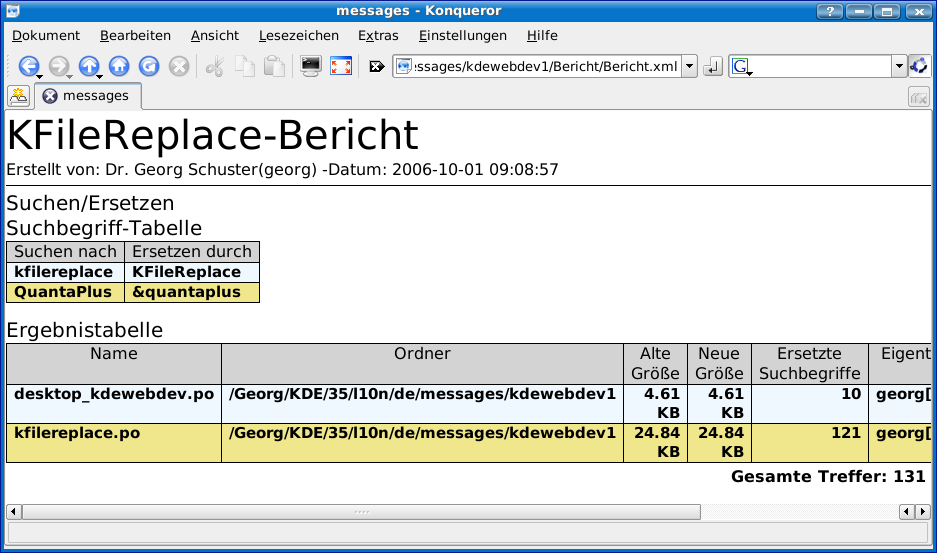 messages - Konqueror
Dokument Bearbeiten Ansicht Lesezeichen Extras Einstellungen Hilfe
ssages/kdewebdev1/Bericht/Bericht.xml
messages
KFileReplace-Bericht
Erstellt von: Dr. Georg Schuster(georg) -Datum: 2006-10-01 09:08:57
Suchen/Ersetzen
Suchbegriff-Tabelle
Suchen nach Ersetzen durch
kfilereplace KFileReplace
QuantaPlus &quantaplus
Ergebnistabelle
Name Ordner Alte Größe Neue Größe Ersetzte Suchbegriffe Eigent
desktop_kdewebdev.po /Georg/KDE/35/l10n/de/messages/kdewebdev1 4.61 KB 4.61 KB 10 georg[
kfilereplace.po /Georg/KDE/35/l10n/de/messages/kdewebdev1 24.84 KB 24.84 KB 121 georg[
Gesamte Treffer: 131